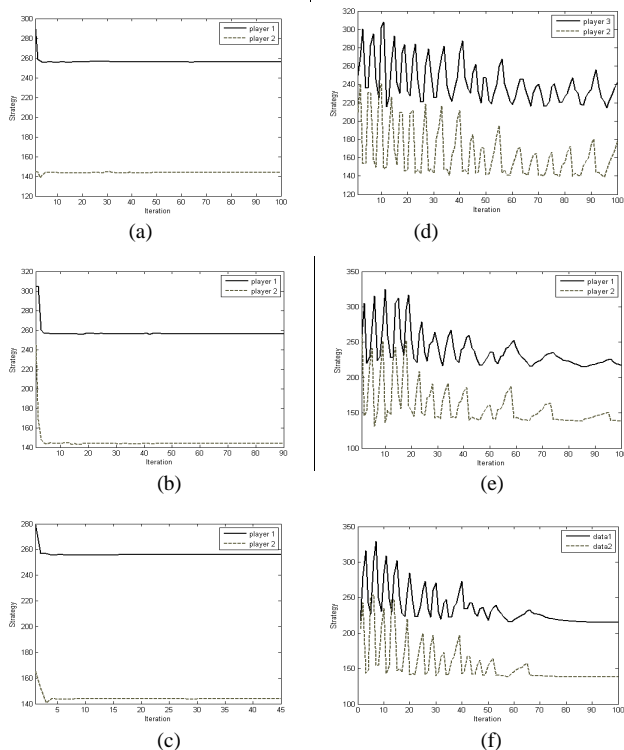 300
280
260
240
220
200
180
160
140
120
Strategy
10 20 30 40 50 60 70 80 90 100
Iteration
player 1
player 2
(a)
320
300
280
260
240
220
200
180
160
140
120
Strategy
0 10 20 30 40 50 60 70 80 90 100
Iteration
player 3
player 2
(d)
320
300
280
260
240
220
200
180
160
140
Strategy
10 20 30 40 50 60 70 80 90
Iteration
player 1
player 2
(b)
350
300
250
200
150
100
Strategy
10 20 30 40 50 60 70 80 90 100
Iteration
player 1
player 2
(e)
280
260
240
220
200
180
160
140
Strategy
5 10 15 20 25 30 35 40 45
Iteration
player 1
player 2
(c)
350
300
250
200
150
100
Strategy
0 10 20 30 40 50 60 70 80 90 100
Iteration
data1
data2
(f)